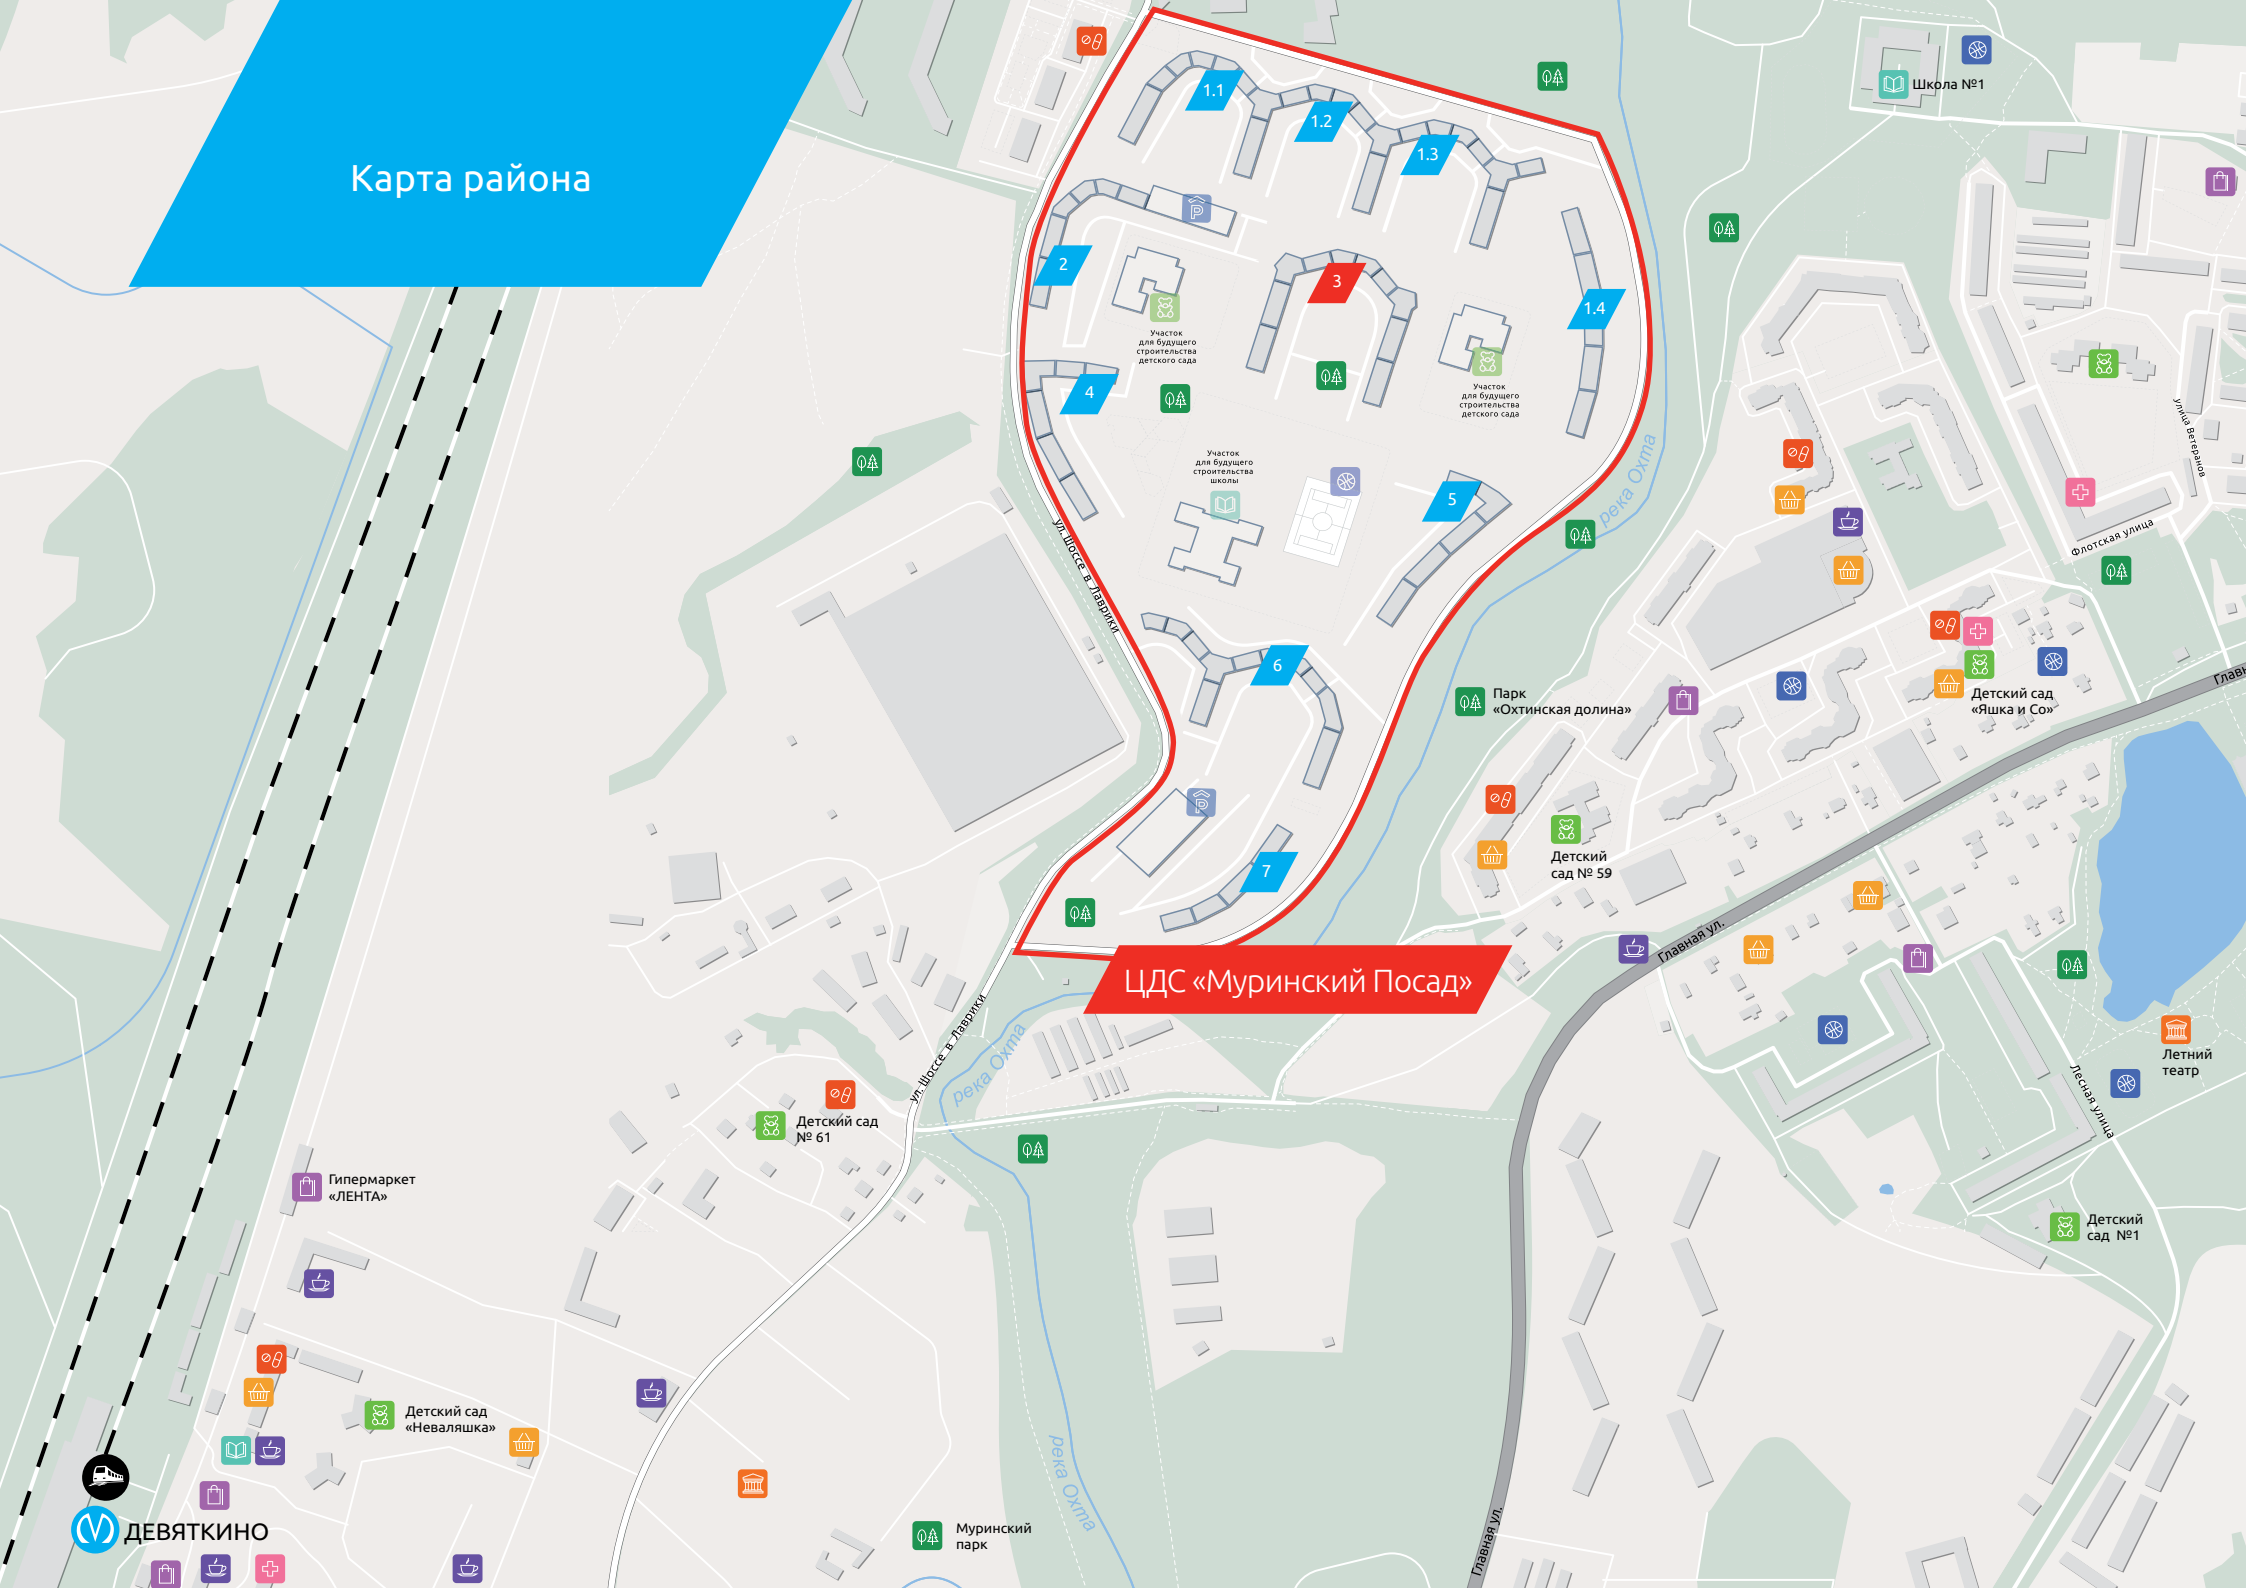 Карта района
Школа №1
1.1
1.2
1.3
P
2
3
1.4
Участок
для будущего
строительства
детского сада
4
Участок
для будущего
строительства
детского сада
Участок
для будущего
строительства
школы
5
река Охта
улица Ветеранов
Флотская улица
ул. Шоссе в Лаврики
6
Детский сад
«Яшка и Со»
Парк
«Охтинская долина»
P
7
Детский
сад № 59
Главная ул.
ЦДС «Муринский Посад»
ул. Шоссе в Лаврики
река Охта
Летний
театр
Лесная улица
Детский сад
№ 61
Гипермаркет
«ЛЕНТА»
Детский
сад №1
Детский сад
«Неваляшка»
река Охта
ДЕВЯТКИНО
Муринский
парк
Главная ул.